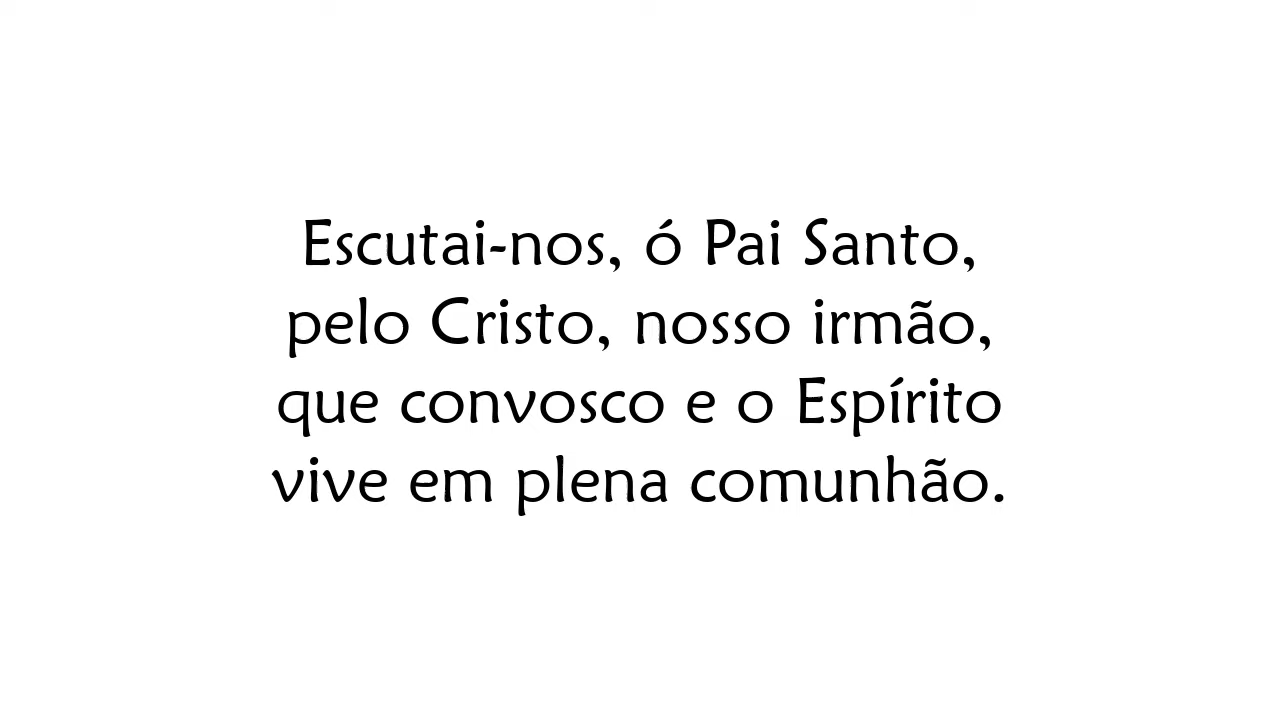 Escutai-nos, ó Pai Santo,
pelo Cristo, nosso irmão,
que convosco e o Espírito
vive em plena comunhão.